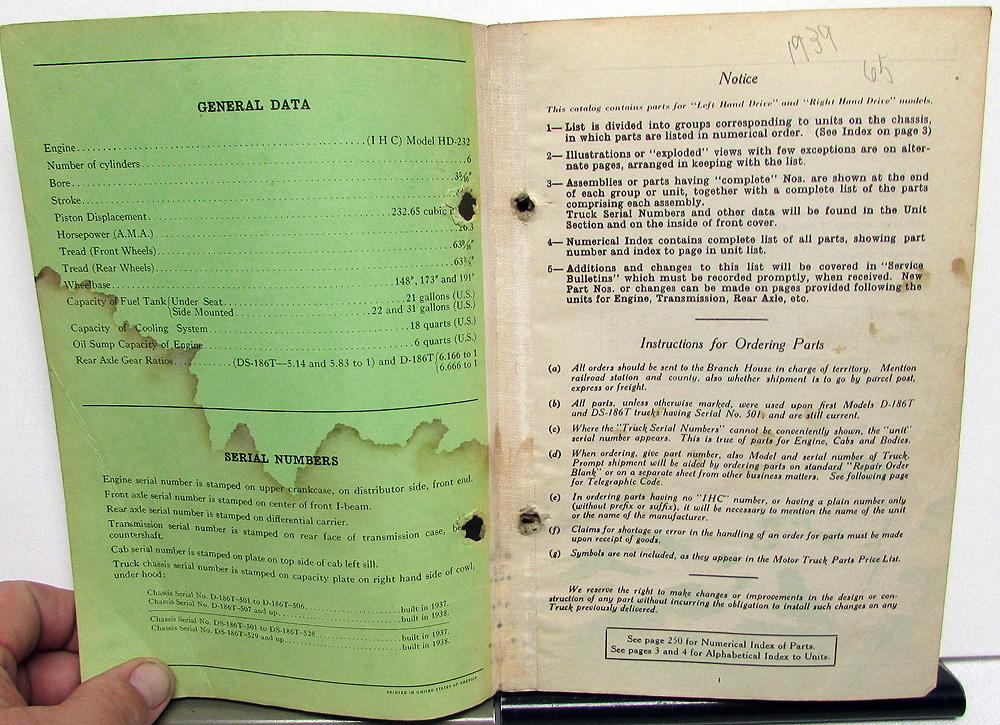 GENERAL DATA
Engine (I H C) Model HD-232
Number of cylinders 6
Bore
Stroke
Piston Displacement 232.65 cubic
Horsepower (A.M.A.) 26.3
Tread (Front Wheels)
Tread (Rear Wheels)
Wheelbase 148", 173" and 191"
Capacity of Fuel Tank {Under Seat 21 gallons (U.S.)
{Side Mounted 22 and 31 gallons (U.S.)
Capacity of Cooling System 18 quarts (U.S.)
Oil Sump Capacity of Engine 6 quarts (U.S.)
Rear Axle Gear Ratios (DS-186T—5.14 and 5.83 to 1) and D-186T {6.166 to 1
{6.666 to 1
SERIAL NUMBERS
Engine serial number is stamped on upper crankcase, on distributor side, front end.
Front axle serial number is stamped on center of front I-beam.
Rear axle serial number is stamped on differential carrier.
Transmission serial number is stamped on rear face of transmission case,
countershaft.
Cab serial number is stamped on plate on top side of cab left sill.
Truck chassis serial number is stamped on capacity plate on right hand side of cowl,
under hood:
Chassis Serial No. D-186T—501 to D-186T—506 built in 1937.
Chassis Serial No. D-186T—507 and up built in 1938.
Chassis Serial No. DS-186T—501 to DS-186T—528 built in 1937.
Chassis Serial No. DS-186T—529 and up built in 1938.
PRINTED IN UNITED STATES OF AMERICA
1939
65
Notice
This catalog contains parts for "Left Hand Drive" and "Right Hand Drive" models.
1— List is divided into groups corresponding to units on the chassis,
in which parts are listed in numerical order. (See Index on page 3)
2— Illustrations or "exploded" views with few exceptions are on alter-
nate pages, arranged in keeping with the list.
3— Assemblies or parts having "complete" Nos. are shown at the end
of each group or unit, together with a complete list of the parts
comprising each assembly.
Truck Serial Numbers and other data will be found in the Unit
Section and on the inside of front cover.
4— Numerical Index contains complete list of all parts, showing part
number and index to page in unit list.
5— Additions and changes to this list will be covered in "Service
Bulletins" which must be recorded promptly, when received. New
Part Nos. or changes can be made on pages provided following the
units for Engine, Transmission, Rear Axle, etc.
Instructions for Ordering Parts
(a) All orders should be sent to the Branch House in charge of territory. Mention
railroad station and county, also whether shipment is to go by parcel post,
express or freight.
(b) All parts, unless otherwise marked, were used upon first Models D-186T
and DS-186T trucks having Serial No. 501, and are still current.
(c) Where the "Truck Serial Numbers" cannot be conveniently shown, the "unit"
serial number appears. This is true of parts for Engine, Cabs and Bodies.
(d) When ordering, give part number, also Model and serial number of Truck.
Prompt shipment will be aided by ordering parts on standard "Repair Order
Blank" or on a separate sheet from other business matters. See following page
for Telegraphic Code.
(e) In ordering parts having no "IHC" number, or having a plain number only
(without prefix or suffix), it will be necessary to mention the name of the unit
or the name of the manufacturer.
(f) Claims for shortage or error in the handling of an order for parts must be made
upon receipt of goods.
(g) Symbols are not included, as they appear in the Motor Truck Parts Price List.
We reserve the right to make changes or improvements in the design or con-
struction of any part without incurring the obligation to install such changes on any
Truck previously delivered.
See page 250 for Numerical Index of Parts.
See pages 3 and 4 for Alphabetical Index to Units.
1